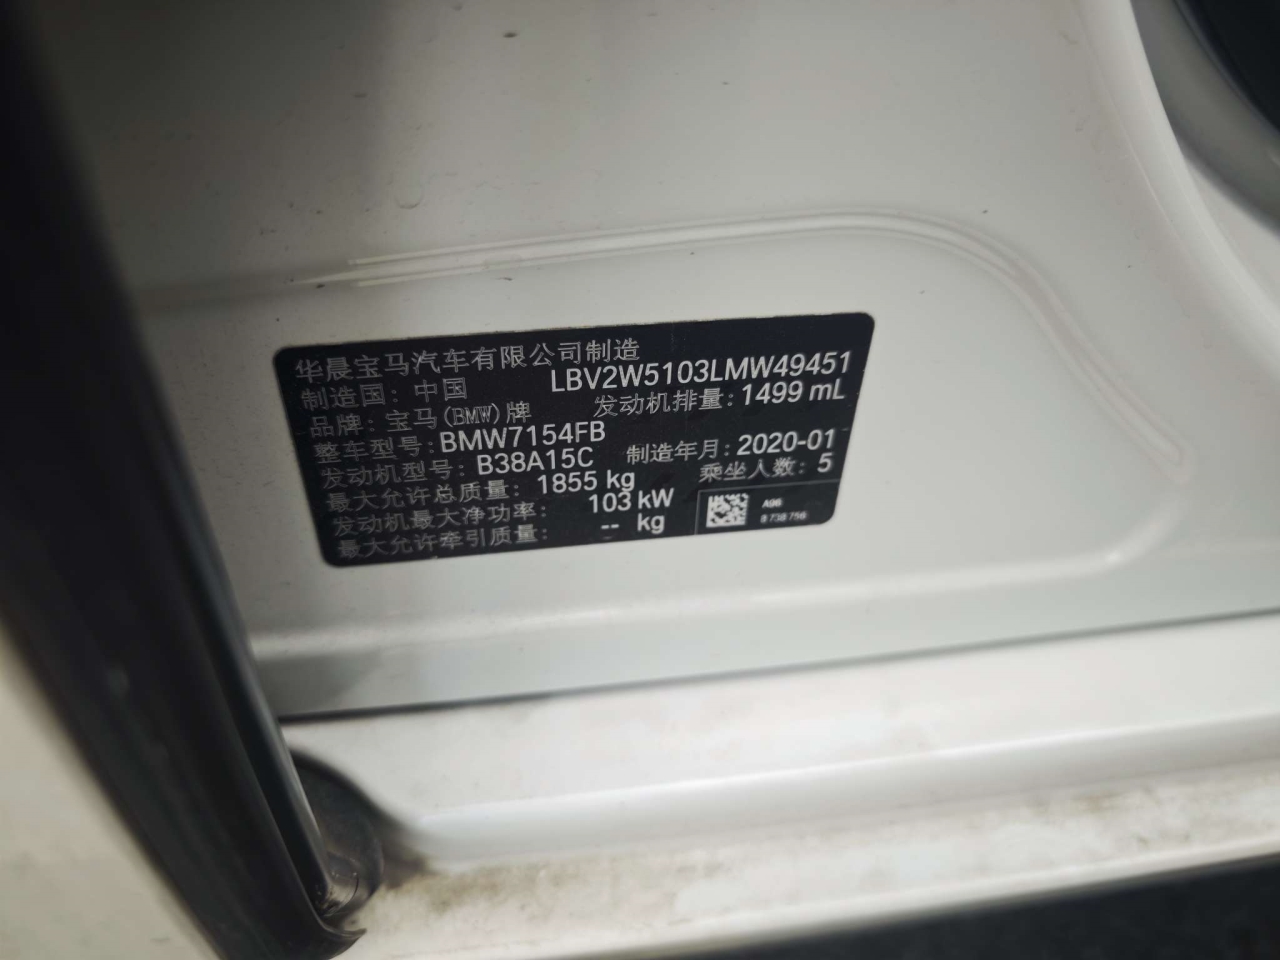 华晨宝马汽车有限公司制造
制造国: 中国 LBV2W5103LMW49451
品牌: 宝马(BMW)牌 发动机排量: 1499 mL
整车型号: BMW7154FB
发动机型号: B38A15C 制造年月: 2020-01
最大允许总质量: 1855 kg 乘坐人数: 5
发动机最大净功率: 103 kW
最大允许牵引质量: -- kg
A96
8 738 756